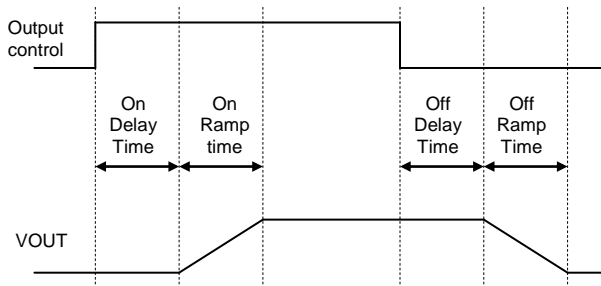 Output
control
On
Delay
Time
On
Ramp
time
Off
Delay
Time
Off
Ramp
Time
VOUT